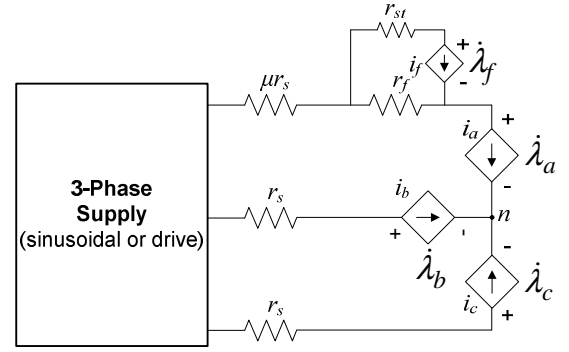 r_st
+
i_f
λ̇_f
-
μr_s
r_f
+
i_a
λ̇_a
-
3-Phase
Supply
(sinusoidal or drive)
r_s
i_b
+
-
n
λ̇_b
-
i_c
λ̇_c
+
r_s